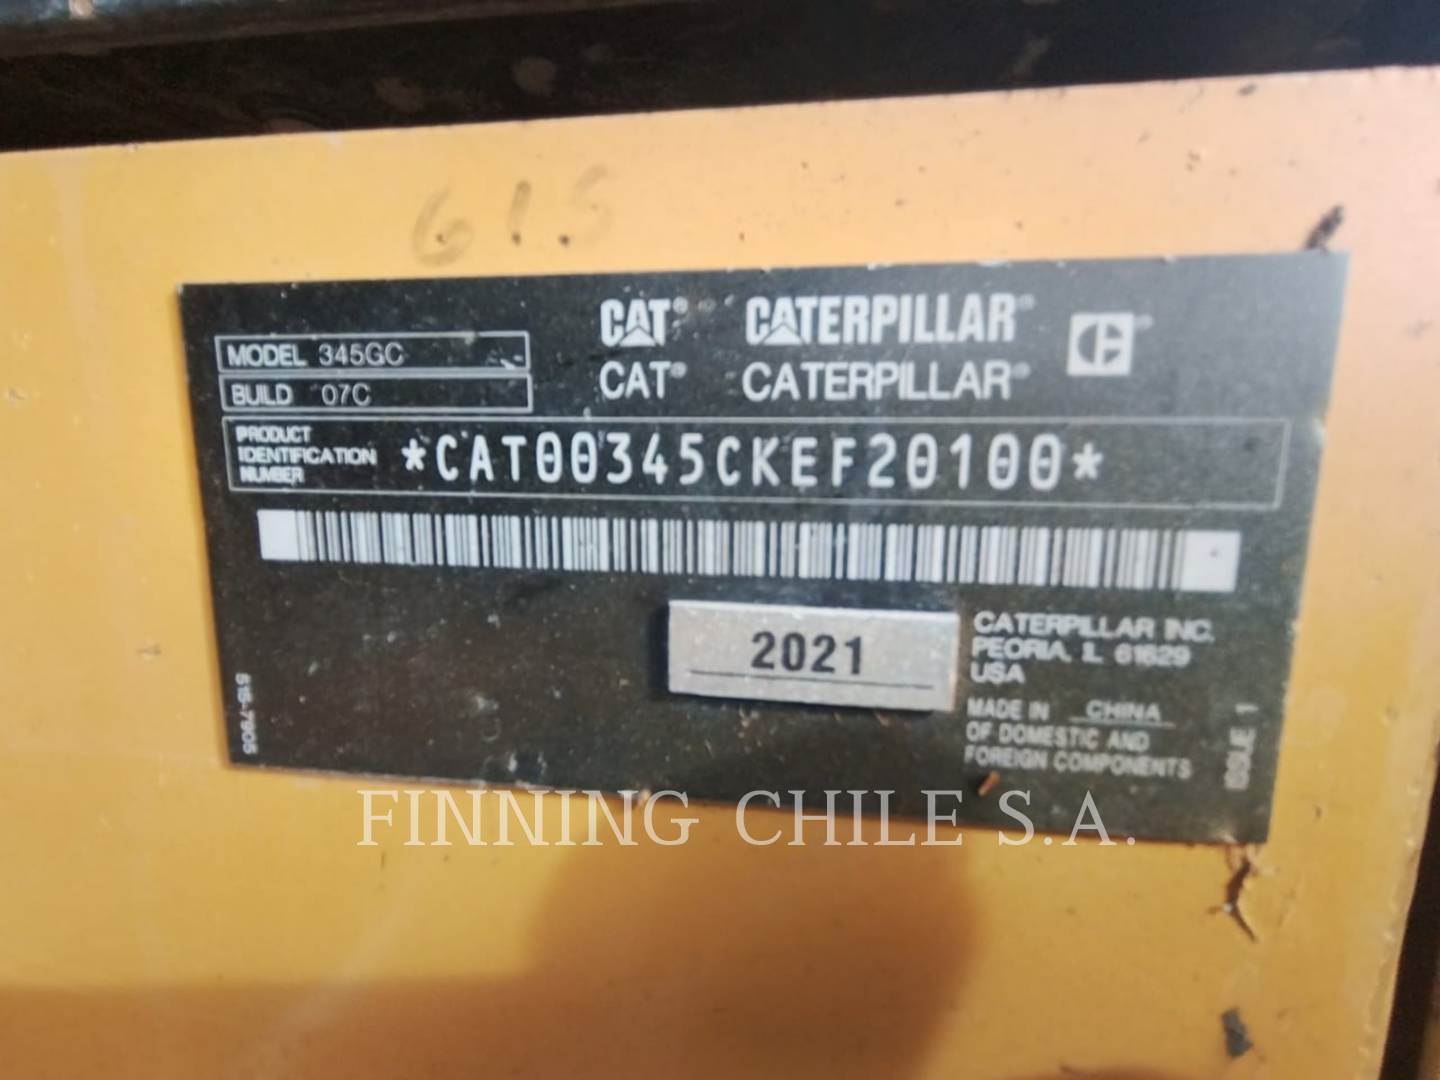 G I S
CAT® CATERPILLAR®
CAT® CATERPILLAR®
MODEL 345GC
BUILD 07C
PRODUCT
IDENTIFICATION
NUMBER
*CAT00345CKEF20100*
2021
CATERPILLAR INC.
PEORIA, IL 61629
USA
MADE IN CHINA
OF DOMESTIC AND
FOREIGN COMPONENTS
515-7905
ISSUE 1
FINNING CHILE S.A.